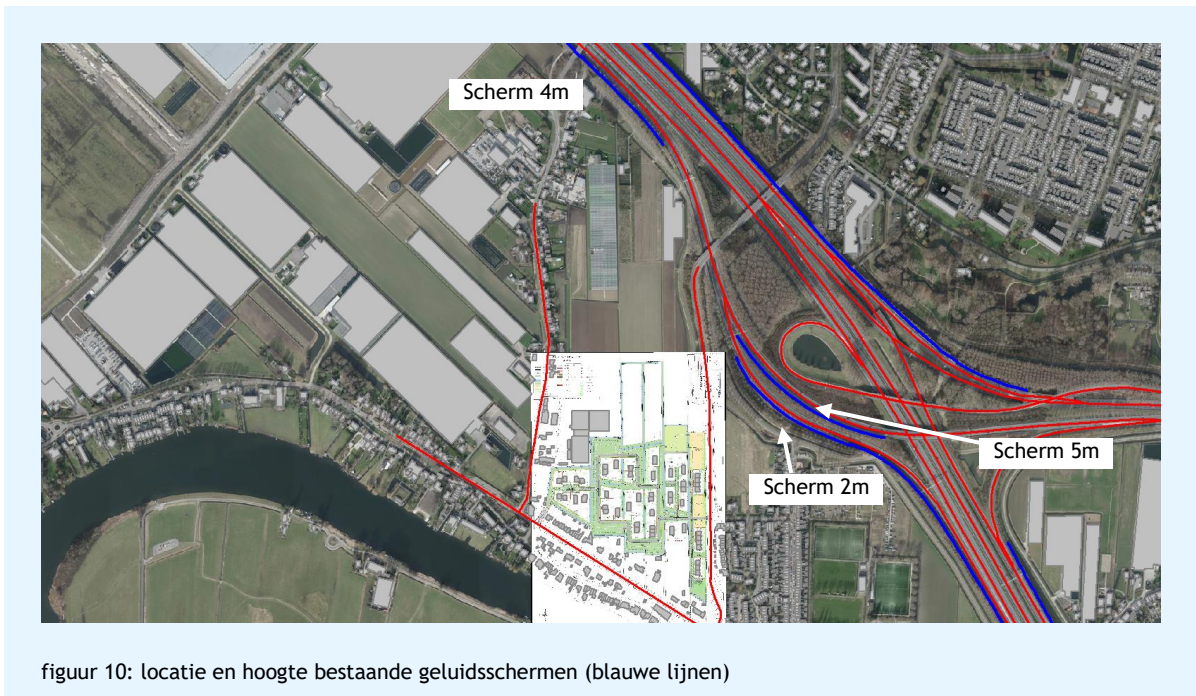 Scherm 4m
Scherm 5m
Scherm 2m
figuur 10: locatie en hoogte bestaande geluidsschermen (blauwe lijnen)